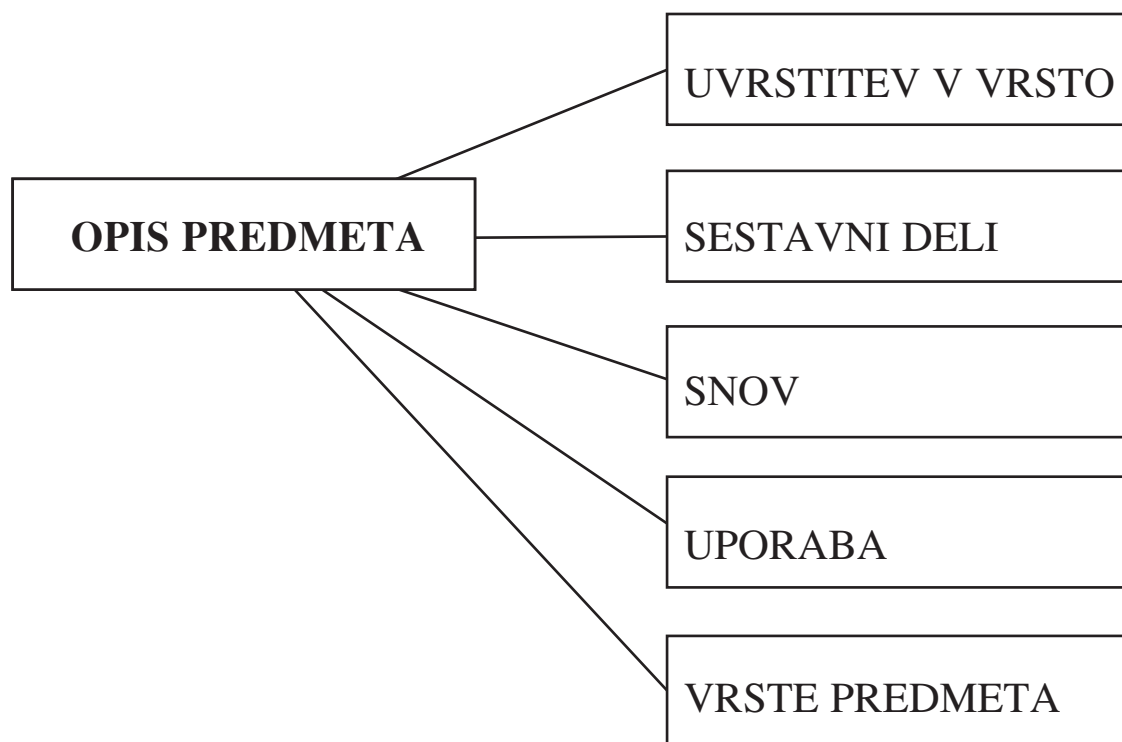 UVRSTITEV V VRSTO
OPIS PREDMETA
SESTAVNI DELI
SNOV
UPORABA
VRSTE PREDMETA